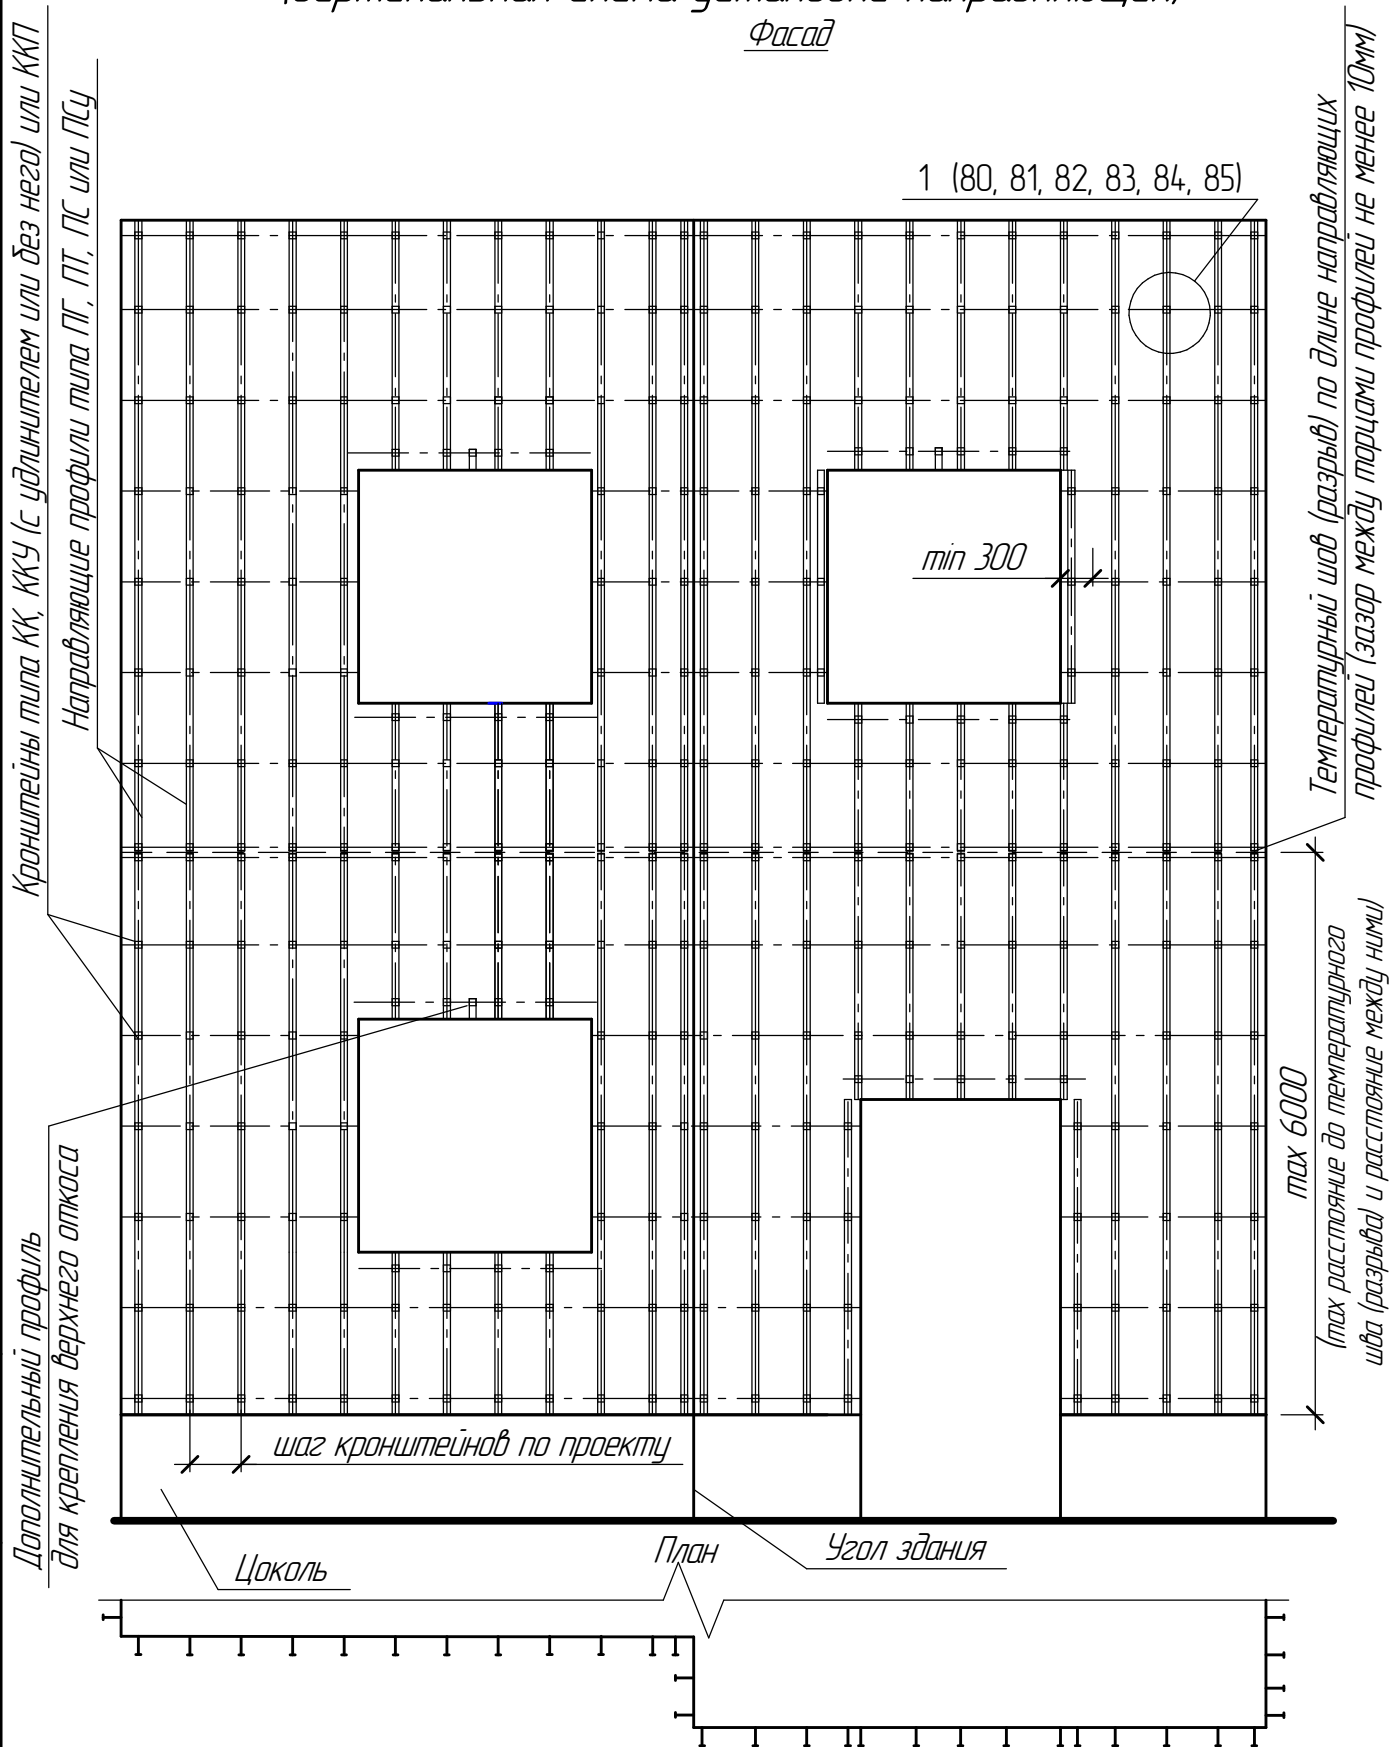 Фасад
Кронштейны типа КК, ККУ (с удлинителем или без него) или ККП
Направляющие профили типа ПГ, ПТ, ПС или ПСу
1 (80, 81, 82, 83, 84, 85)
Температурный шов (разрыв) по длине направляющих
профилей (зазор между торцами профилей не менее 10мм)
min 300
max 6000
(max расстояние до температурного
шва (разрыва) и расстояние между ними)
Дополнительный профиль
для крепления верхнего откоса
шаг кронштейнов по проекту
Цоколь
План
Угол здания